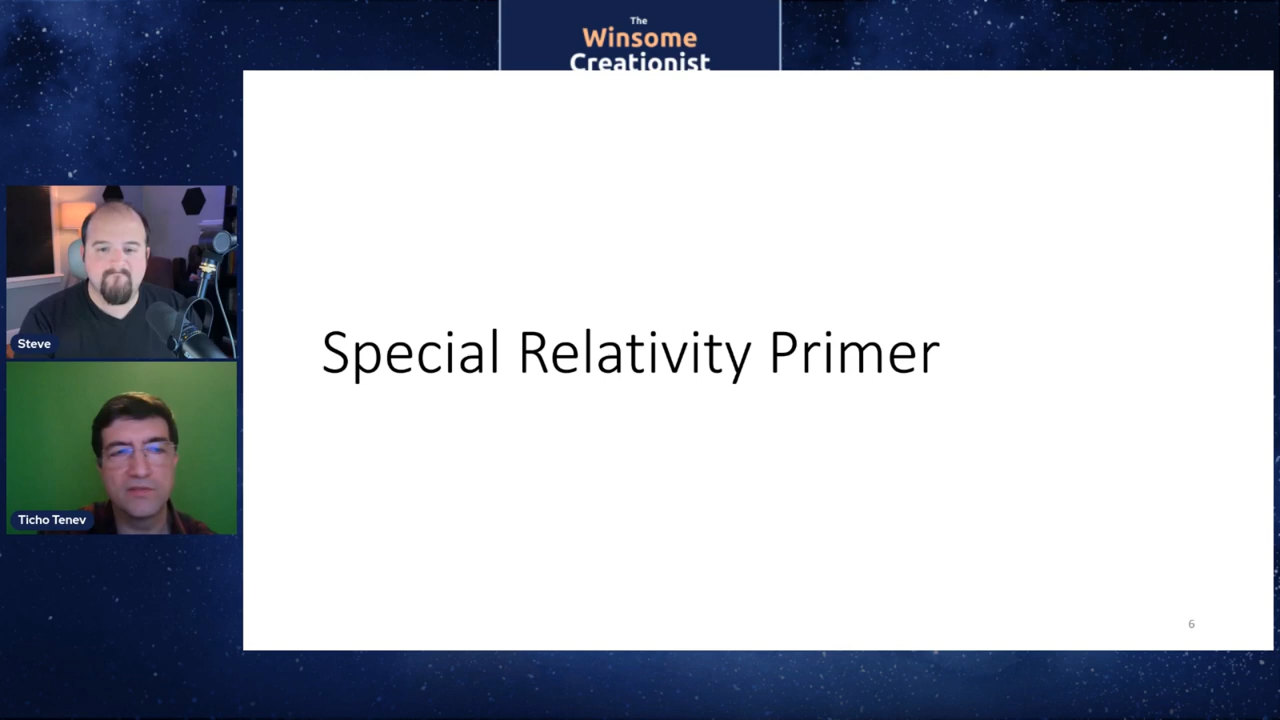 The
Winsome
Creationist
Steve
Ticho Tenev
Special Relativity Primer
6